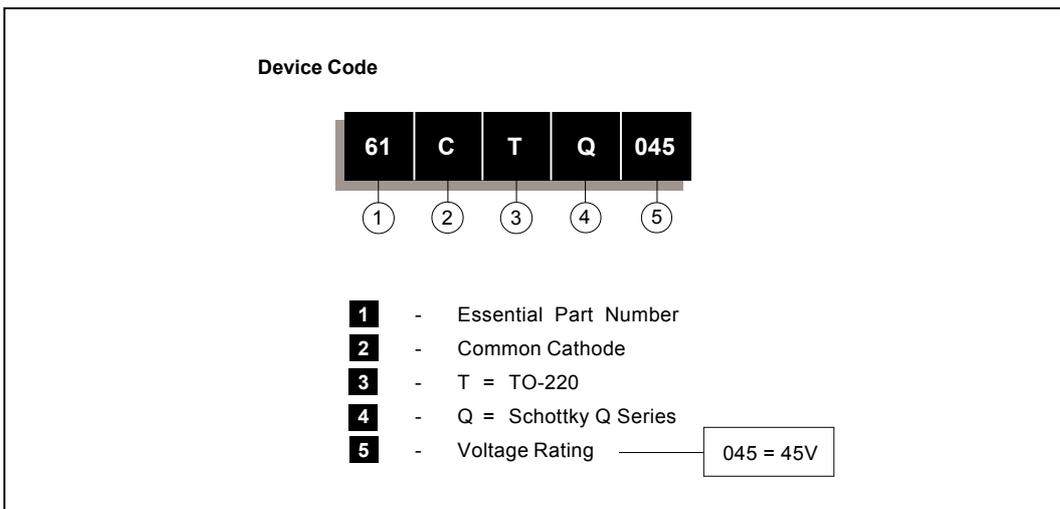 Device Code
61 C T Q 045
1 2 3 4 5
1 - Essential Part Number
2 - Common Cathode
3 - T = TO-220
4 - Q = Schottky Q Series
5 - Voltage Rating 045 = 45V